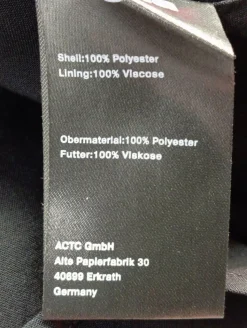 Shell:100% Polyester
Lining:100% Viscose
Obermaterial:100% Polyester
Futter:100% Viskose
ACTC GmbH
Alte Papierfabrik 30
40699 Erkrath
Germany